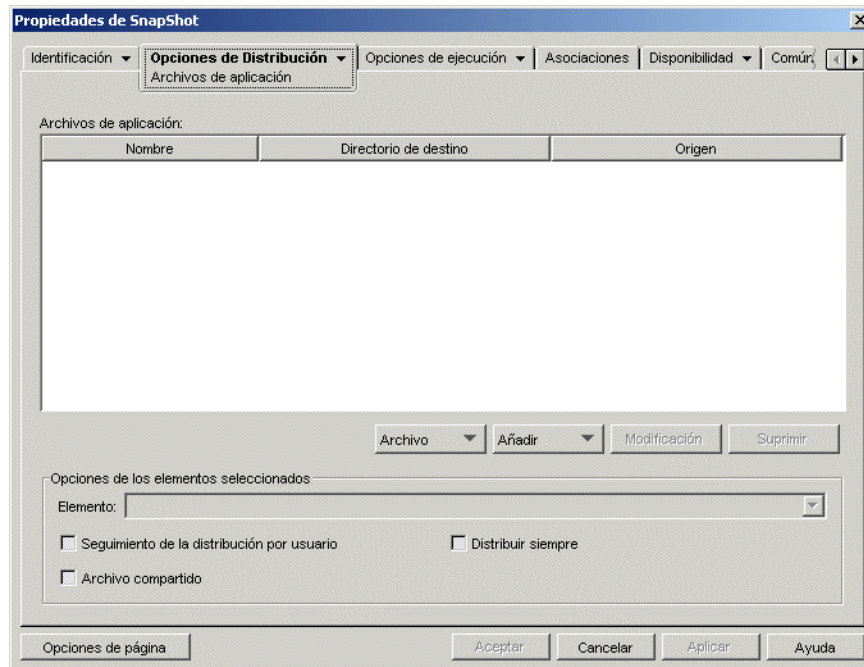 Propiedades de SnapShot
Identificación Opciones de Distribución Opciones de ejecución Asociaciones Disponibilidad Común
Archivos de aplicación
Archivos de aplicación:
Nombre Directorio de destino Origen
Archivo Añadir Modificación Suprimir
Opciones de los elementos seleccionados
Elemento:
Seguimiento de la distribución por usuario Distribuir siempre
Archivo compartido
Opciones de página Aceptar Cancelar Aplicar Ayuda